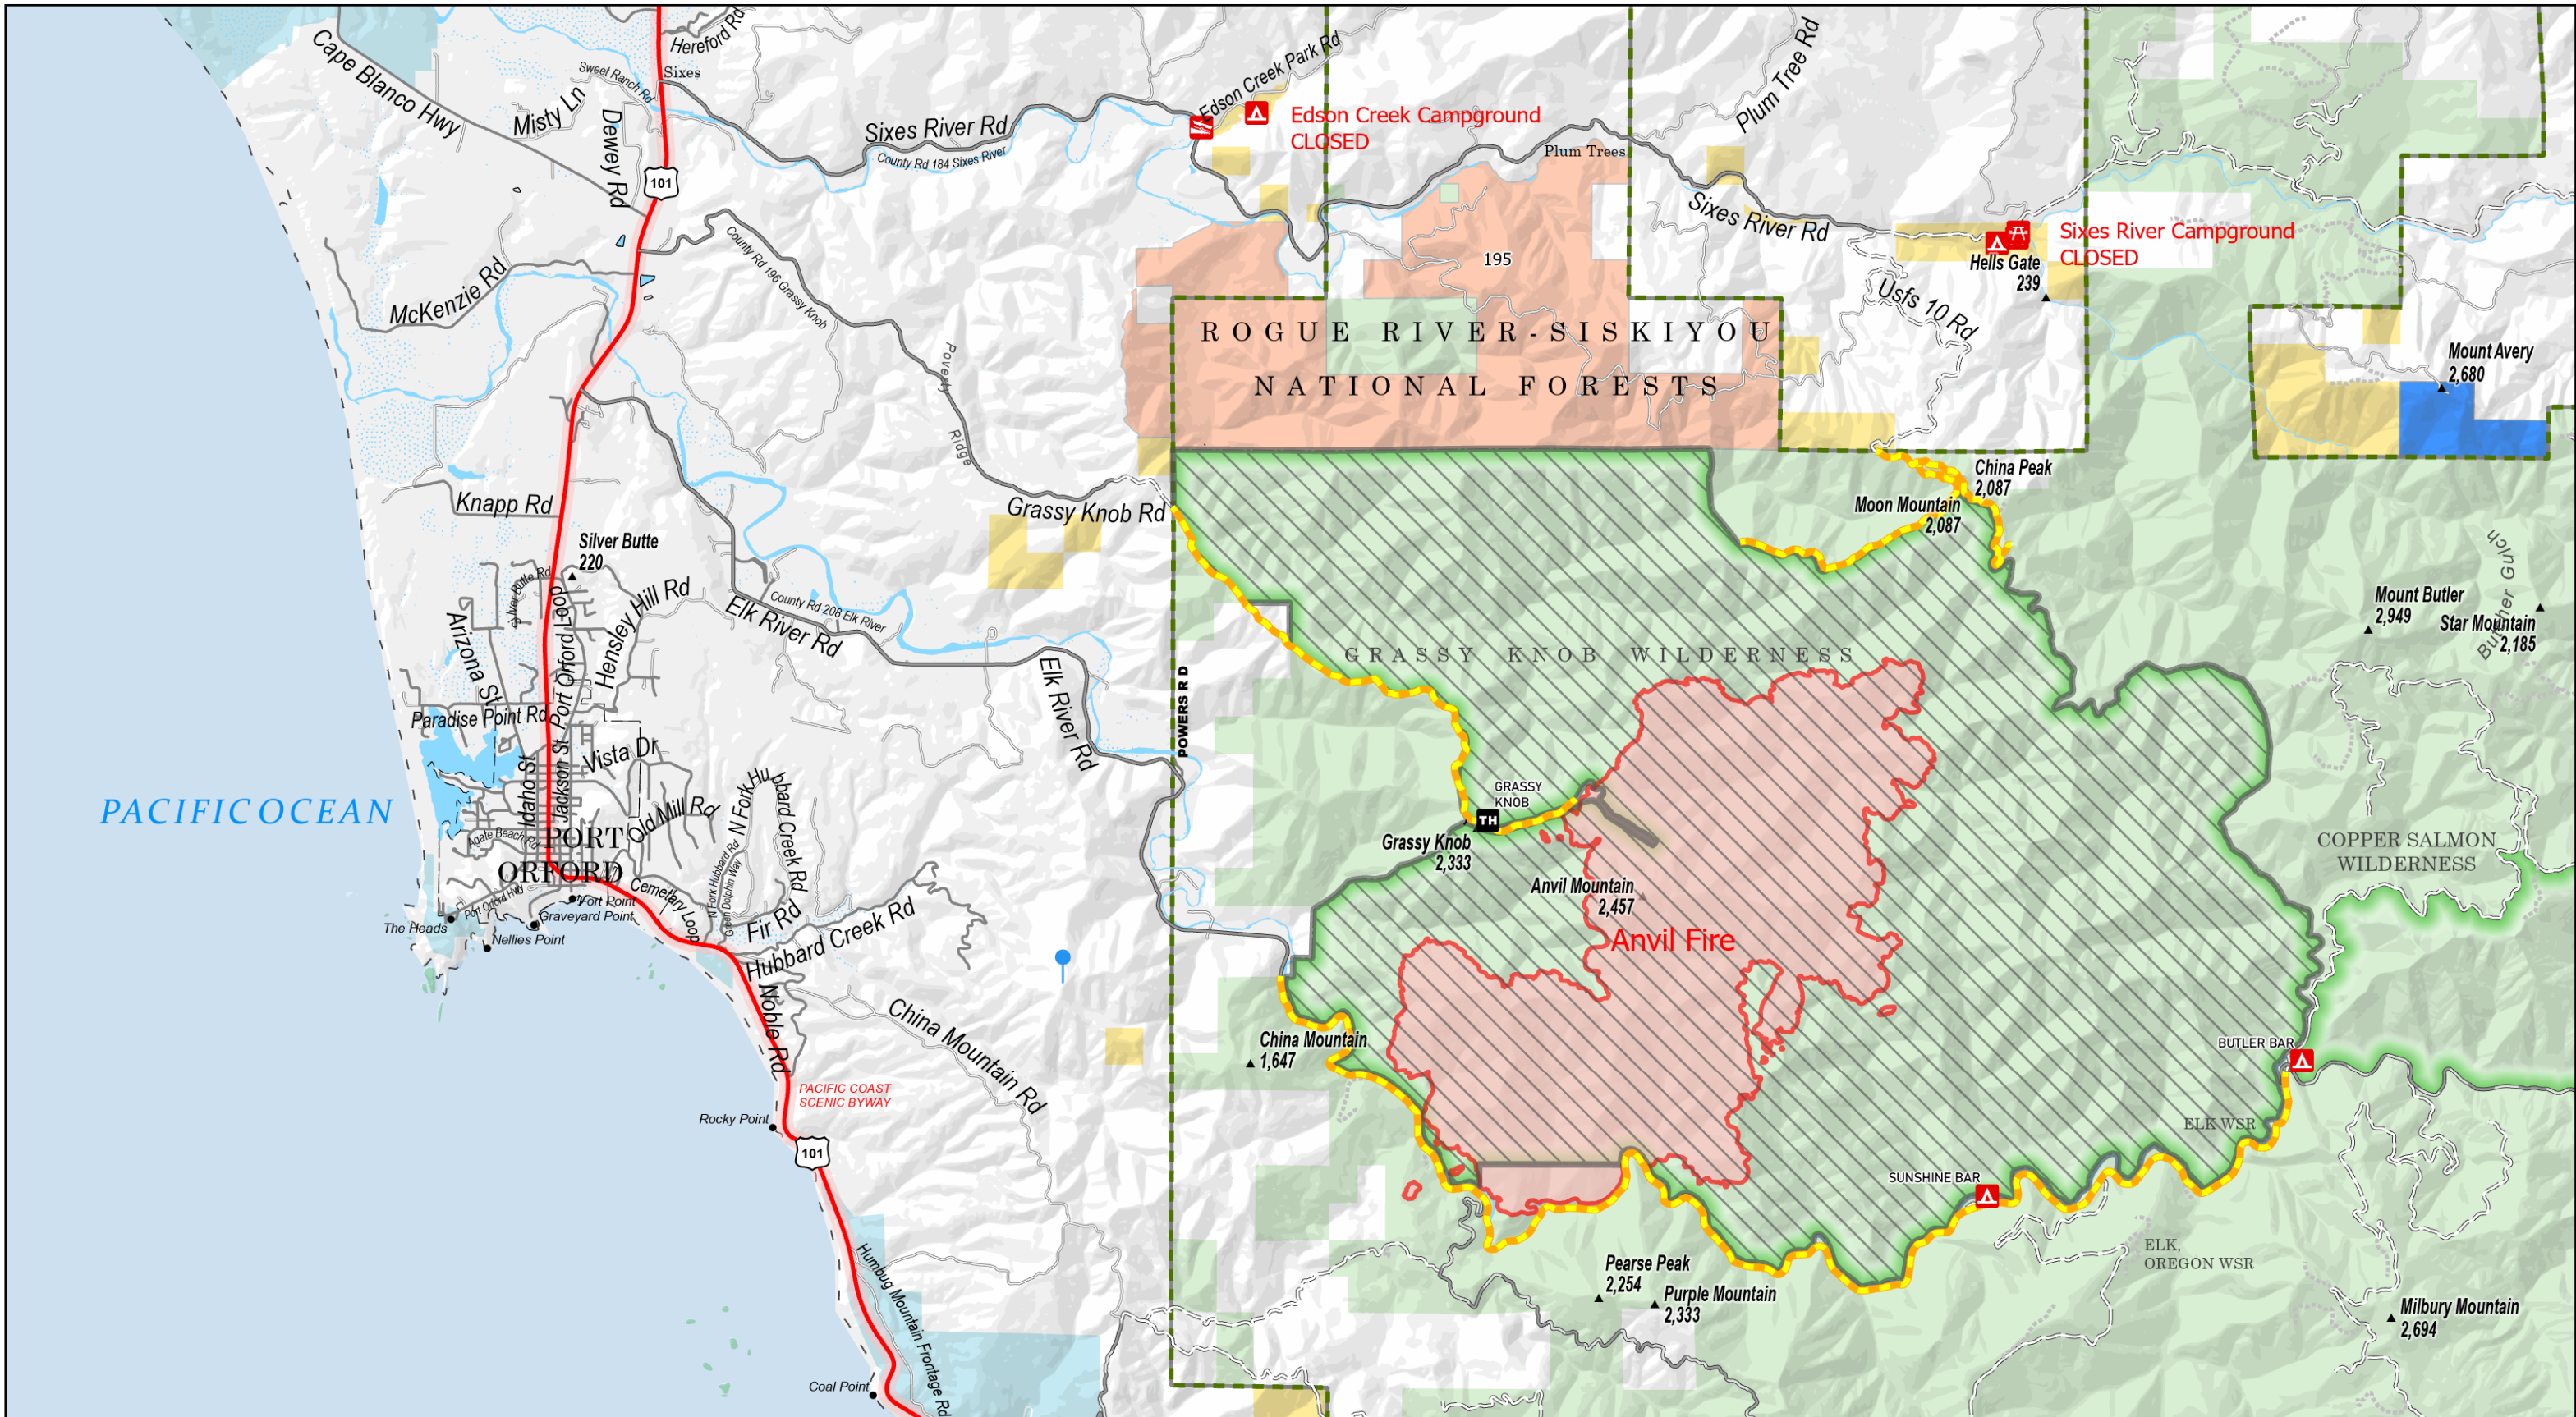 Hereford Rd
Cape Blanco Hwy
Sweet Ranch Rd
Sixes
Misty Ln
Dewey Rd
101
Sixes River Rd
County Rd 184 Sixes River
Edson Creek Park Rd
Edson Creek Campground
CLOSED
Plum Tree Rd
Plum Trees
Sixes River Rd
Sixes River Campground
CLOSED
Hells Gate
239
Usfs 10 Rd
195
McKenzie Rd
County Rd 196 Grassy Knob
Poverty
Ridge
ROGUE RIVER-SISKIYOU
NATIONAL FORESTS
Mount Avery
2,680
China Peak
2,087
Moon Mountain
2,087
Knapp Rd
Grassy Knob Rd
Silver Butte
220
Silver Butte Rd
Port Orford Loop
Hensley Hill Rd
Arizona St
Elk River Rd
County Rd 208 Elk River
Elk River Rd
Butler Gulch
Mount Butler
2,949
Star Mountain
2,185
GRASSY KNOB WILDERNESS
POWERS RD
Paradise Point Rd
Idaho St
Jackson St
Vista Dr
Old Mill Rd
N Fork Hubbard Creek Rd
N Fork Hubbard Rd
Green Dolphin Way
PACIFIC OCEAN
Agate Beach Rd
PORT
ORFORD
GRASSY
KNOB
TH
Grassy Knob
2,333
Anvil Mountain
2,457
Anvil Fire
COPPER SALMON
WILDERNESS
Cemetary Loop
Port Orford Hwy
Fort Point
Graveyard Point
The Heads
Nellies Point
Fir Rd
Hubbard Creek Rd
Noble Rd
China Mountain Rd
China Mountain
1,647
BUTLER BAR
PACIFIC COAST
SCENIC BYWAY
Rocky Point
101
ELK WSR
SUNSHINE BAR
ELK,
OREGON WSR
Pearse Peak
2,254
Purple Mountain
2,333
Milbury Mountain
2,694
Humbug Mountain Frontage Rd
Coal Point